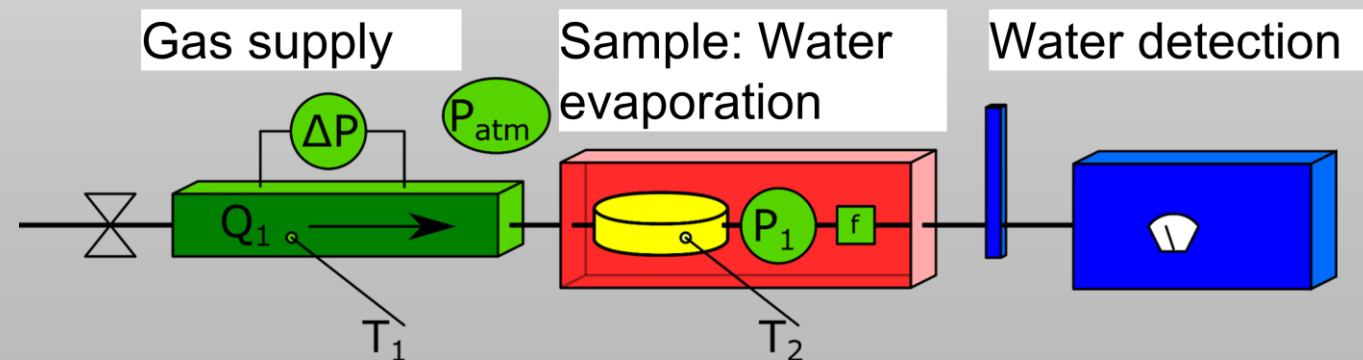 Gas supply
Sample: Water
evaporation
Water detection
ΔP
Patm
Q1
P1
f
T1
T2